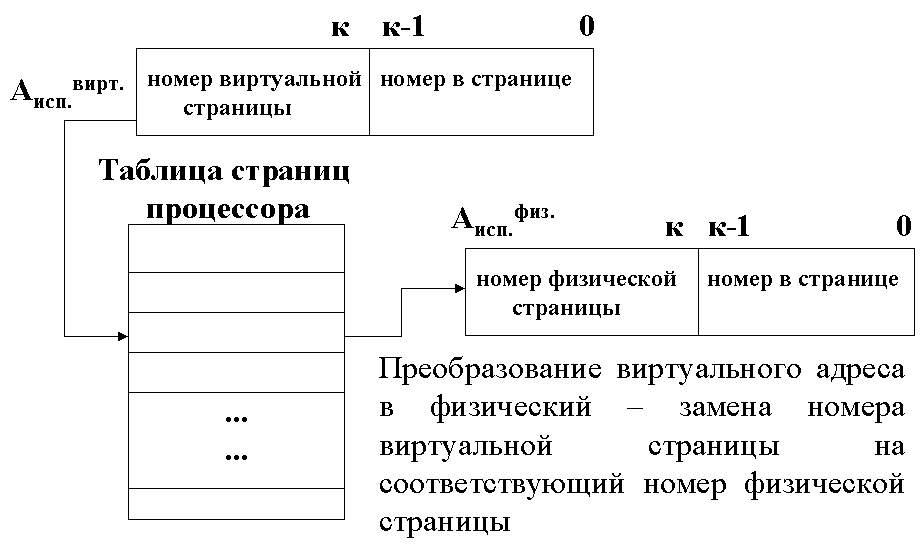 к к-1 0
Аисп.вирт.
номер виртуальной страницы
номер в странице
Таблица страниц
процессора
Аисп.физ.
к к-1 0
номер физической страницы
номер в странице
...
...
Преобразование виртуального адреса
в физический – замена номера
виртуальной страницы на
соответствующий номер физической
страницы